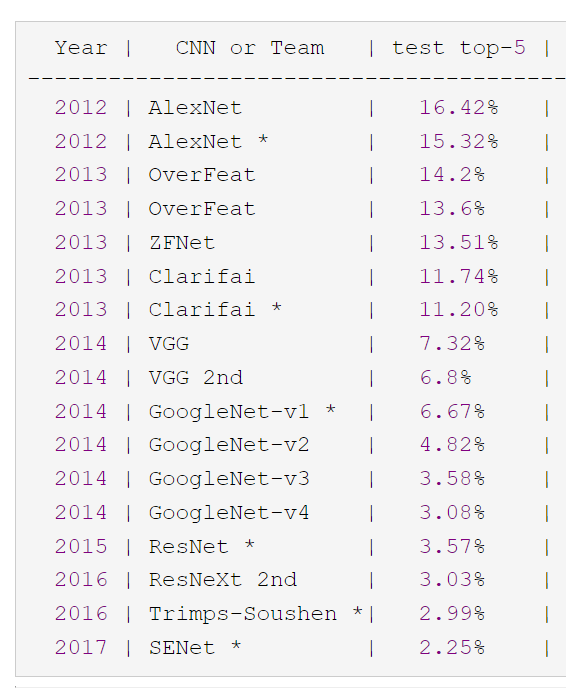 Year | CNN or Team | test top-5 |
----------------------------------------
2012 | AlexNet | 16.42% |
2012 | AlexNet * | 15.32% |
2013 | OverFeat | 14.2% |
2013 | OverFeat | 13.6% |
2013 | ZFNet | 13.51% |
2013 | Clarifai | 11.74% |
2013 | Clarifai * | 11.20% |
2014 | VGG | 7.32% |
2014 | VGG 2nd | 6.8% |
2014 | GoogleNet-v1 * | 6.67% |
2014 | GoogleNet-v2 | 4.82% |
2014 | GoogleNet-v3 | 3.58% |
2014 | GoogleNet-v4 | 3.08% |
2015 | ResNet * | 3.57% |
2016 | ResNeXt 2nd | 3.03% |
2016 | Trimps-Soushen *| 2.99% |
2017 | SENet * | 2.25% |